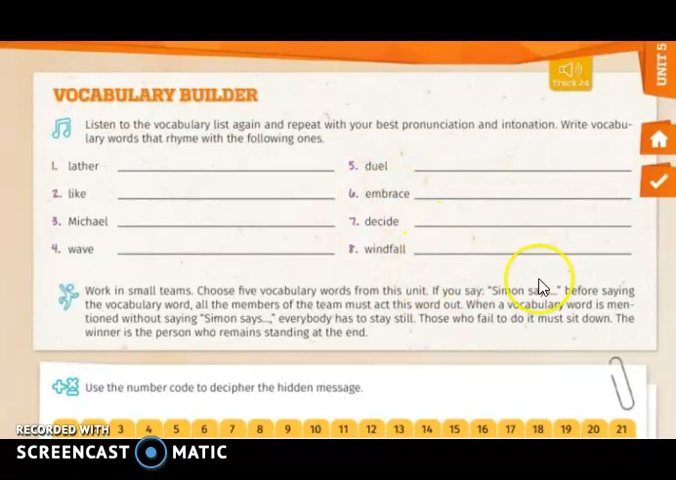 UNIT 5
Track 24
VOCABULARY BUILDER
Listen to the vocabulary list again and repeat with your best pronunciation and intonation. Write vocabu-
lary words that rhyme with the following ones.
1. lather
2. like
3. Michael
4. wave
5. duel
6. embrace
7. decide
8. windfall
Work in small teams. Choose five vocabulary words from this unit. If you say: "Simon says..." before saying
the vocabulary word, all the members of the team must act this word out. When a vocabulary word is men-
tioned without saying "Simon says...," everybody has to stay still. Those who fail to do it must sit down. The
winner is the person who remains standing at the end.
Use the number code to decipher the hidden message.
3 4 5 6 7 8 9 10 11 12 13 14 15 16 17 18 19 20 21
RECORDED WITH
SCREENCAST MATIC